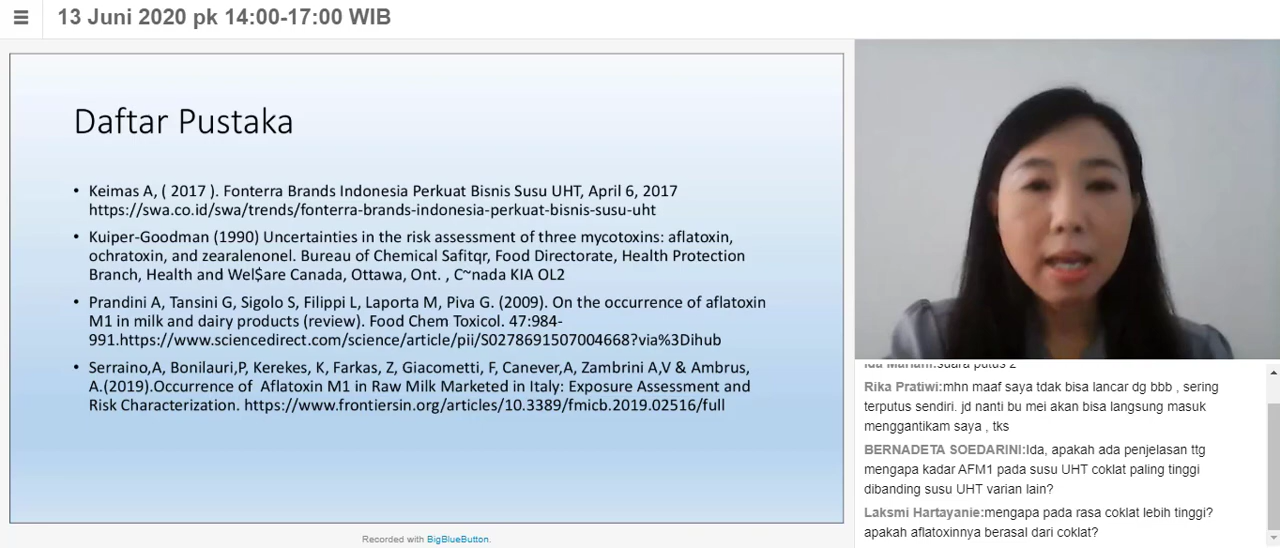 13 Juni 2020 pk 14:00-17:00 WIB
Daftar Pustaka
• Keimas A, ( 2017 ). Fonterra Brands Indonesia Perkuat Bisnis Susu UHT, April 6, 2017
https://swa.co.id/swa/trends/fonterra-brands-indonesia-perkuat-bisnis-susu-uht
• Kuiper-Goodman (1990) Uncertainties in the risk assessment of three mycotoxins: aflatoxin,
ochratoxin, and zearalenonel. Bureau of Chemical Safitqr, Food Directorate, Health Protection
Branch, Health and Wel$are Canada, Ottawa, Ont. , C~nada KIA OL2
• Prandini A, Tansini G, Sigolo S, Filippi L, Laporta M, Piva G. (2009). On the occurrence of aflatoxin
M1 in milk and dairy products (review). Food Chem Toxicol. 47:984-
991.https://www.sciencedirect.com/science/article/pii/S0278691507004668?via%3Dihub
• Serraino,A, Bonilauri,P, Kerekes, K, Farkas, Z, Giacometti, F, Canever,A, Zambrini A,V & Ambrus,
A.(2019).Occurrence of Aflatoxin M1 in Raw Milk Marketed in Italy: Exposure Assessment and
Risk Characterization. https://www.frontiersin.org/articles/10.3389/fmicb.2019.02516/full
Recorded with BigBlueButton.
Ida Mariani:suara putus 2
Rika Pratiwi:mhn maaf saya tdak bisa lancar dg bbb , sering
terputus sendiri. jd nanti bu mei akan bisa langsung masuk
menggantikam saya , tks
BERNADETA SOEDARINI:Ida, apakah ada penjelasan ttg
mengapa kadar AFM1 pada susu UHT coklat paling tinggi
dibanding susu UHT varian lain?
Laksmi Hartayanie:mengapa pada rasa coklat lebih tinggi?
apakah aflatoxinnya berasal dari coklat?